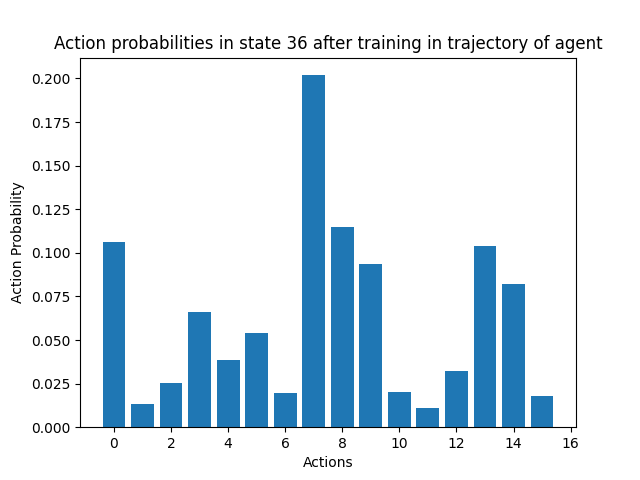 Action probabilities in state 36 after training in trajectory of agent
0.200
0.175
0.150
0.125
0.100
0.075
0.050
0.025
0.000
Action Probability
0 2 4 6 8 10 12 14 16
Actions